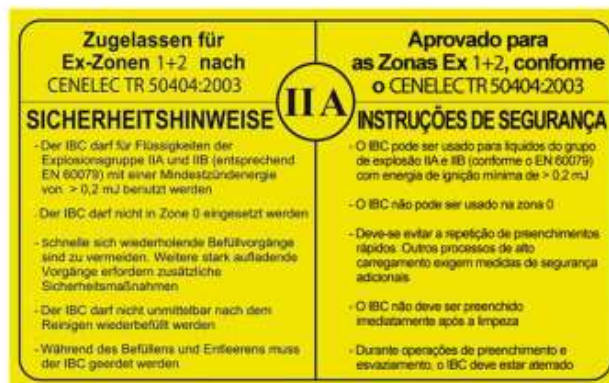 Zugelassen für
Ex-Zonen 1+2 nach
CENELEC TR 50404:2003
SICHERHEITSHINWEISE
- Der IBC darf für Flüssigkeiten der
Explosionsgruppe IIA und IIB (entsprechend
EN 60079) mit einer Mindestzündenergie
von > 0,2 mJ benutzt werden
Der IBC darf nicht in Zone 0 eingesetzt werden
- schnelle sich wiederholende Befüllvorgänge
sind zu vermeiden. Weitere stark aufladende
Vorgänge erfordern zusätzliche
Sicherheitsmaßnahmen
- Der IBC darf nicht unmittelbar nach dem
Reinigen wiederbefüllt werden
- Während des Befüllens und Entleerens muss
der IBC geerdet werden
II A
Aprovado para
as Zonas Ex 1+2, conforme
o CENELEC TR 50404:2003
INSTRUÇÕES DE SEGURANÇA
- O IBC pode ser usado para líquidos do grupo
de explosão IIA e IIB (conforme o EN 60079)
com energia de ignição mínima de > 0,2 mJ
- O IBC não pode ser usado na zona 0
- Deve-se evitar a repetição de preenchimentos
rápidos. Outros processos de alto
carregamento exigem medidas de segurança
adicionais
- O IBC não deve ser preenchido
imediatamente após a limpeza
- Durante operações de preenchimento e
esvaziamento, o IBC deve estar aterrado